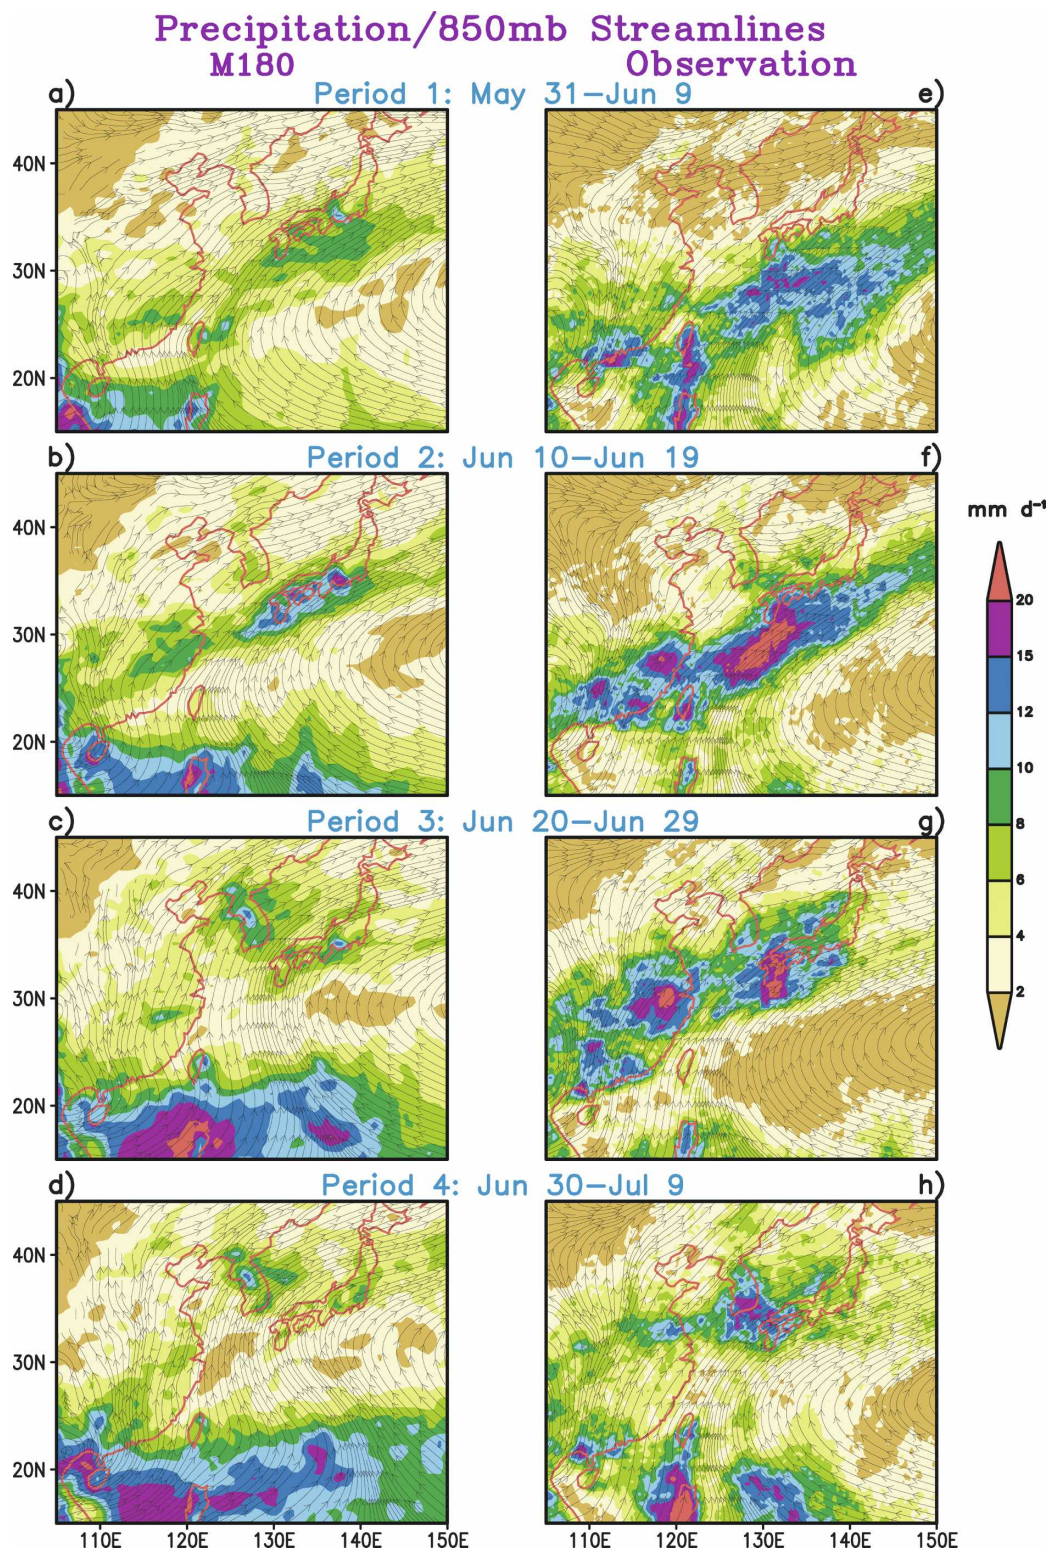 Precipitation/850mb Streamlines
M180 Observation
a) Period 1: May 31-Jun 9 e)
40N
30N
20N
b) Period 2: Jun 10-Jun 19 f)
40N
30N
20N
mm d-1
20
15
12
10
8
6
4
2
c) Period 3: Jun 20-Jun 29 g)
40N
30N
20N
d) Period 4: Jun 30-Jul 9 h)
40N
30N
20N
110E 120E 130E 140E 150E 110E 120E 130E 140E 150E